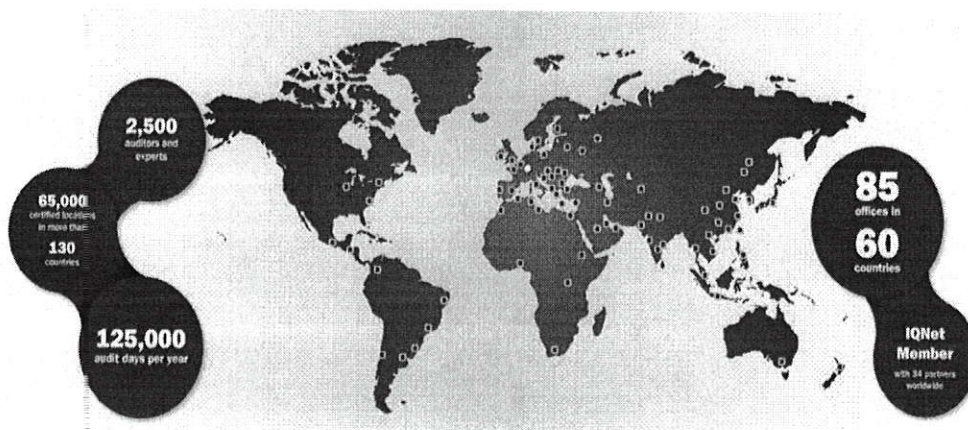 2,500
auditors and
experts
65,000
certified locations
in more than
130
countries
125,000
audit days per year
85
offices in
60
countries
IQNet
Member
with 34 partners
worldwide